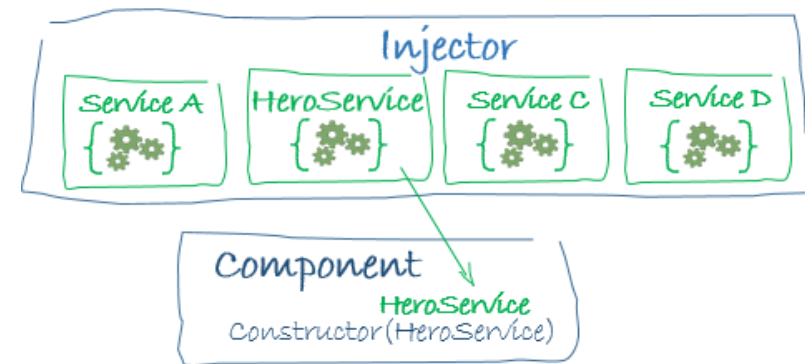 Injector
Service A
HeroService
Service C
Service D
{ }
{ }
{ }
{ }
Component
HeroService
Constructor(HeroService)